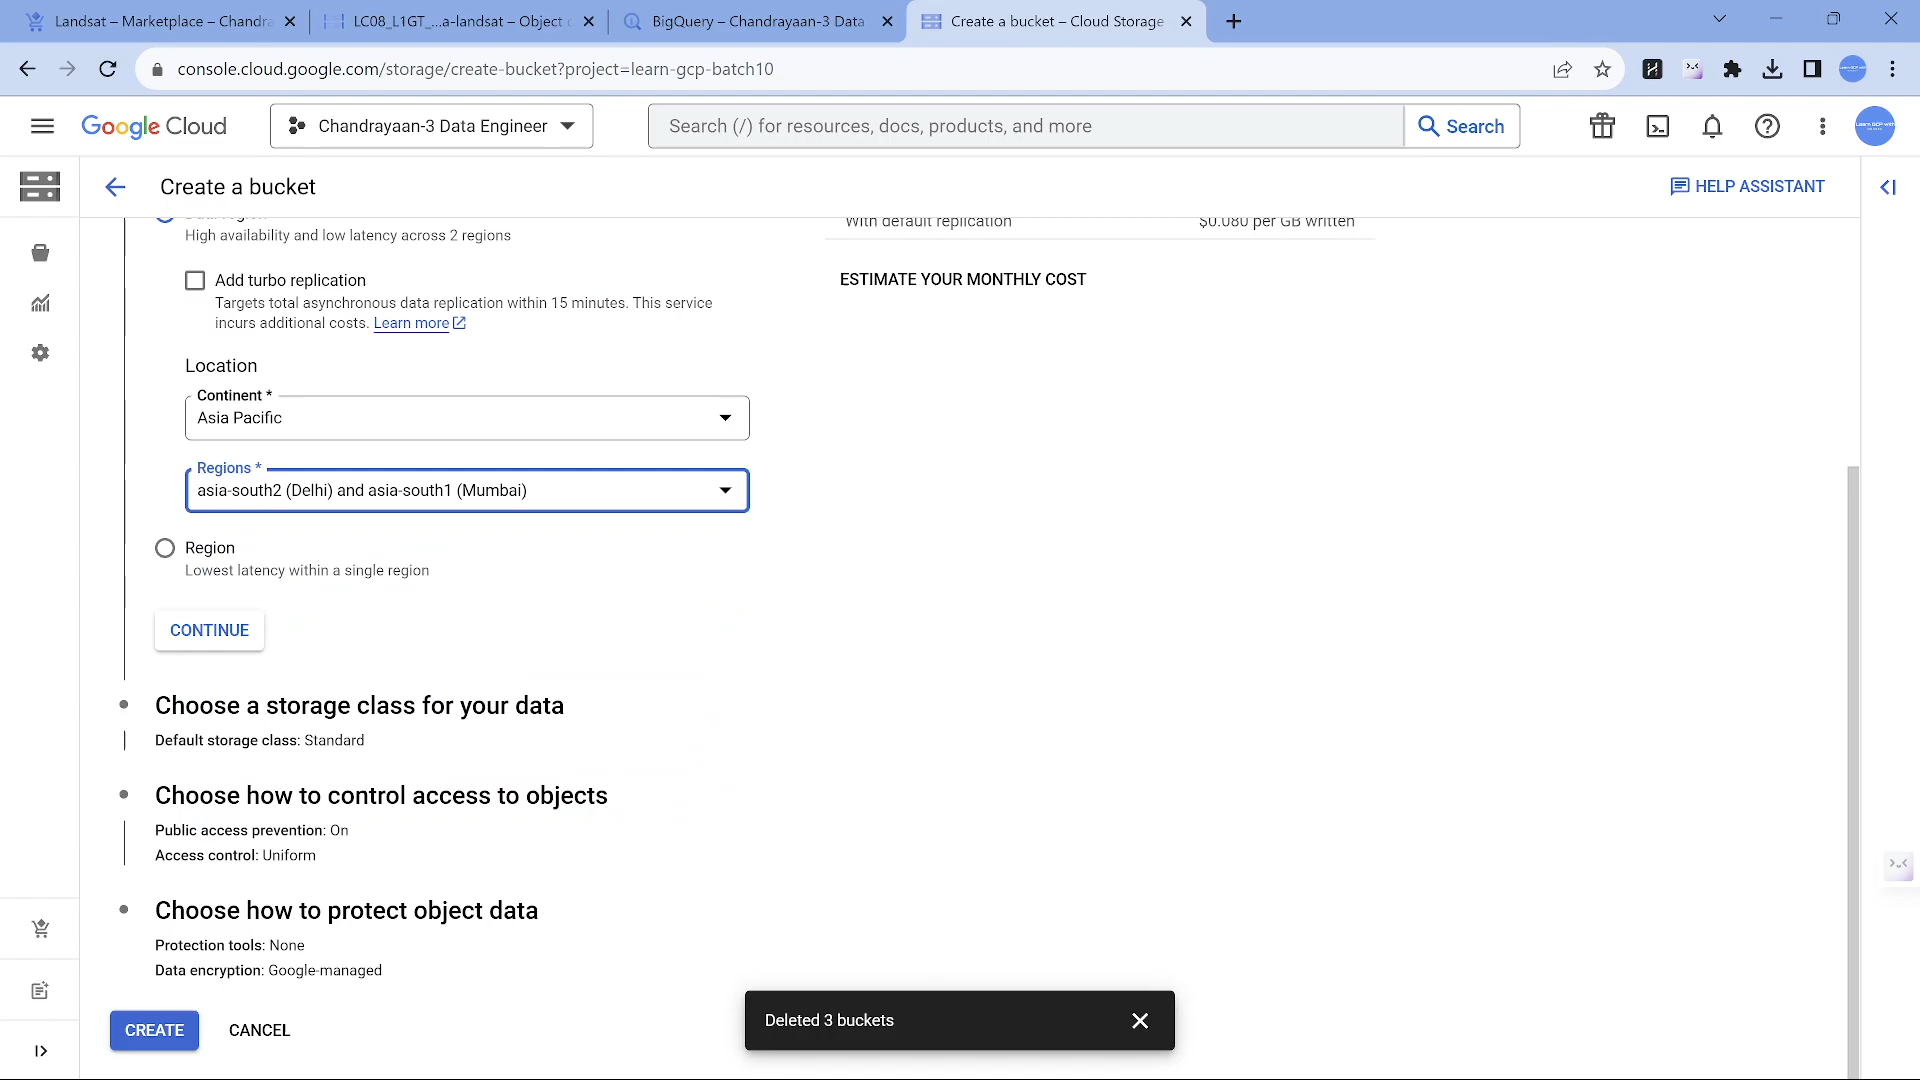 Landsat – Marketplace – Chandra
LC08_L1GT_...a-landsat – Object
BigQuery – Chandrayaan-3 Data
Create a bucket – Cloud Storage
console.cloud.google.com/storage/create-bucket?project=learn-gcp-batch10
Google Cloud
Chandrayaan-3 Data Engineer
Search (/) for resources, docs, products, and more
Search
Create a bucket
HELP ASSISTANT
High availability and low latency across 2 regions
With default replication
$0.080 per GB written
Add turbo replication
ESTIMATE YOUR MONTHLY COST
Targets total asynchronous data replication within 15 minutes. This service
incurs additional costs. Learn more
Location
Continent *
Asia Pacific
Regions *
asia-south2 (Delhi) and asia-south1 (Mumbai)
Region
Lowest latency within a single region
CONTINUE
Choose a storage class for your data
Default storage class: Standard
Choose how to control access to objects
Public access prevention: On
Access control: Uniform
Choose how to protect object data
Protection tools: None
Data encryption: Google-managed
Deleted 3 buckets
CREATE
CANCEL